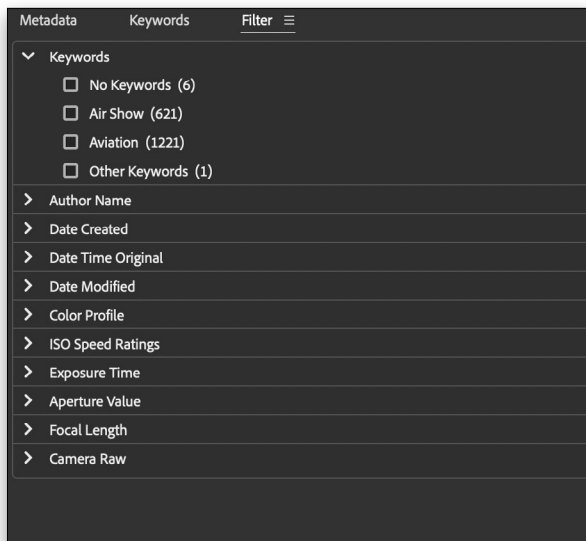 Metadata Keywords Filter
Keywords
No Keywords (6)
Air Show (621)
Aviation (1221)
Other Keywords (1)
Author Name
Date Created
Date Time Original
Date Modified
Color Profile
ISO Speed Ratings
Exposure Time
Aperture Value
Focal Length
Camera Raw